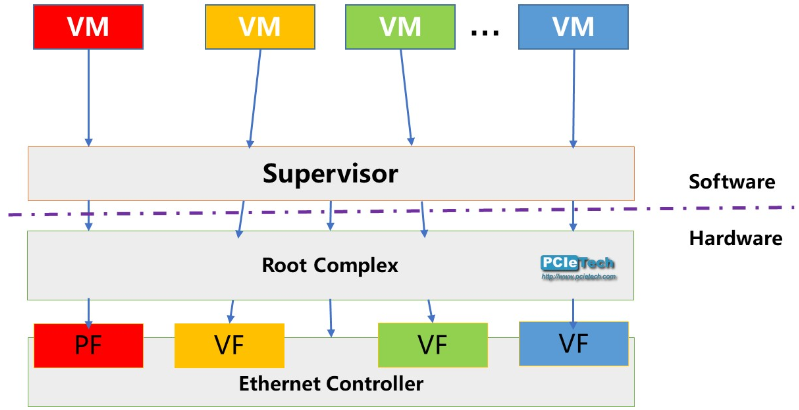 VM VM VM ... VM
Supervisor
Software
Hardware
Root Complex
PCIeTech
http://www.pcietech.com
PF VF VF VF
Ethernet Controller